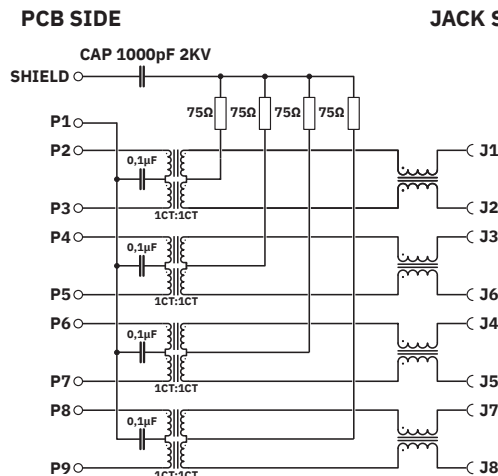 PCB SIDE
JACK S
CAP 1000pF 2KV
SHIELD
75Ω 75Ω 75Ω 75Ω
P1
P2
J1
0,1µF
P3
J2
1CT:1CT
P4
J3
0,1µF
P5
J6
1CT:1CT
P6
J4
0,1µF
P7
J5
1CT:1CT
P8
J7
0,1µF
P9
J8
1CT:1CT